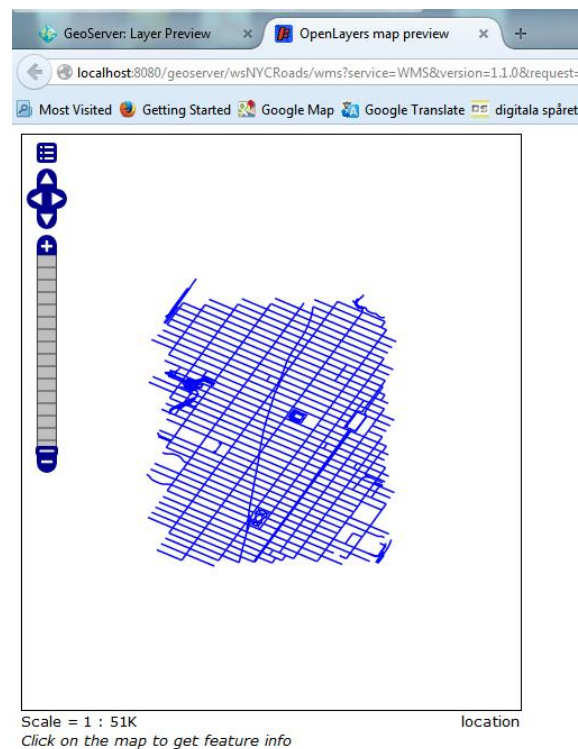 GeoServer: Layer Preview × OpenLayers map preview × +
localhost:8080/geoserver/wsNYCRoads/wms?service=WMS&version=1.1.0&request=
Most Visited Getting Started Google Map Google Translate DS digitala spåret
Scale = 1 : 51K location
Click on the map to get feature info